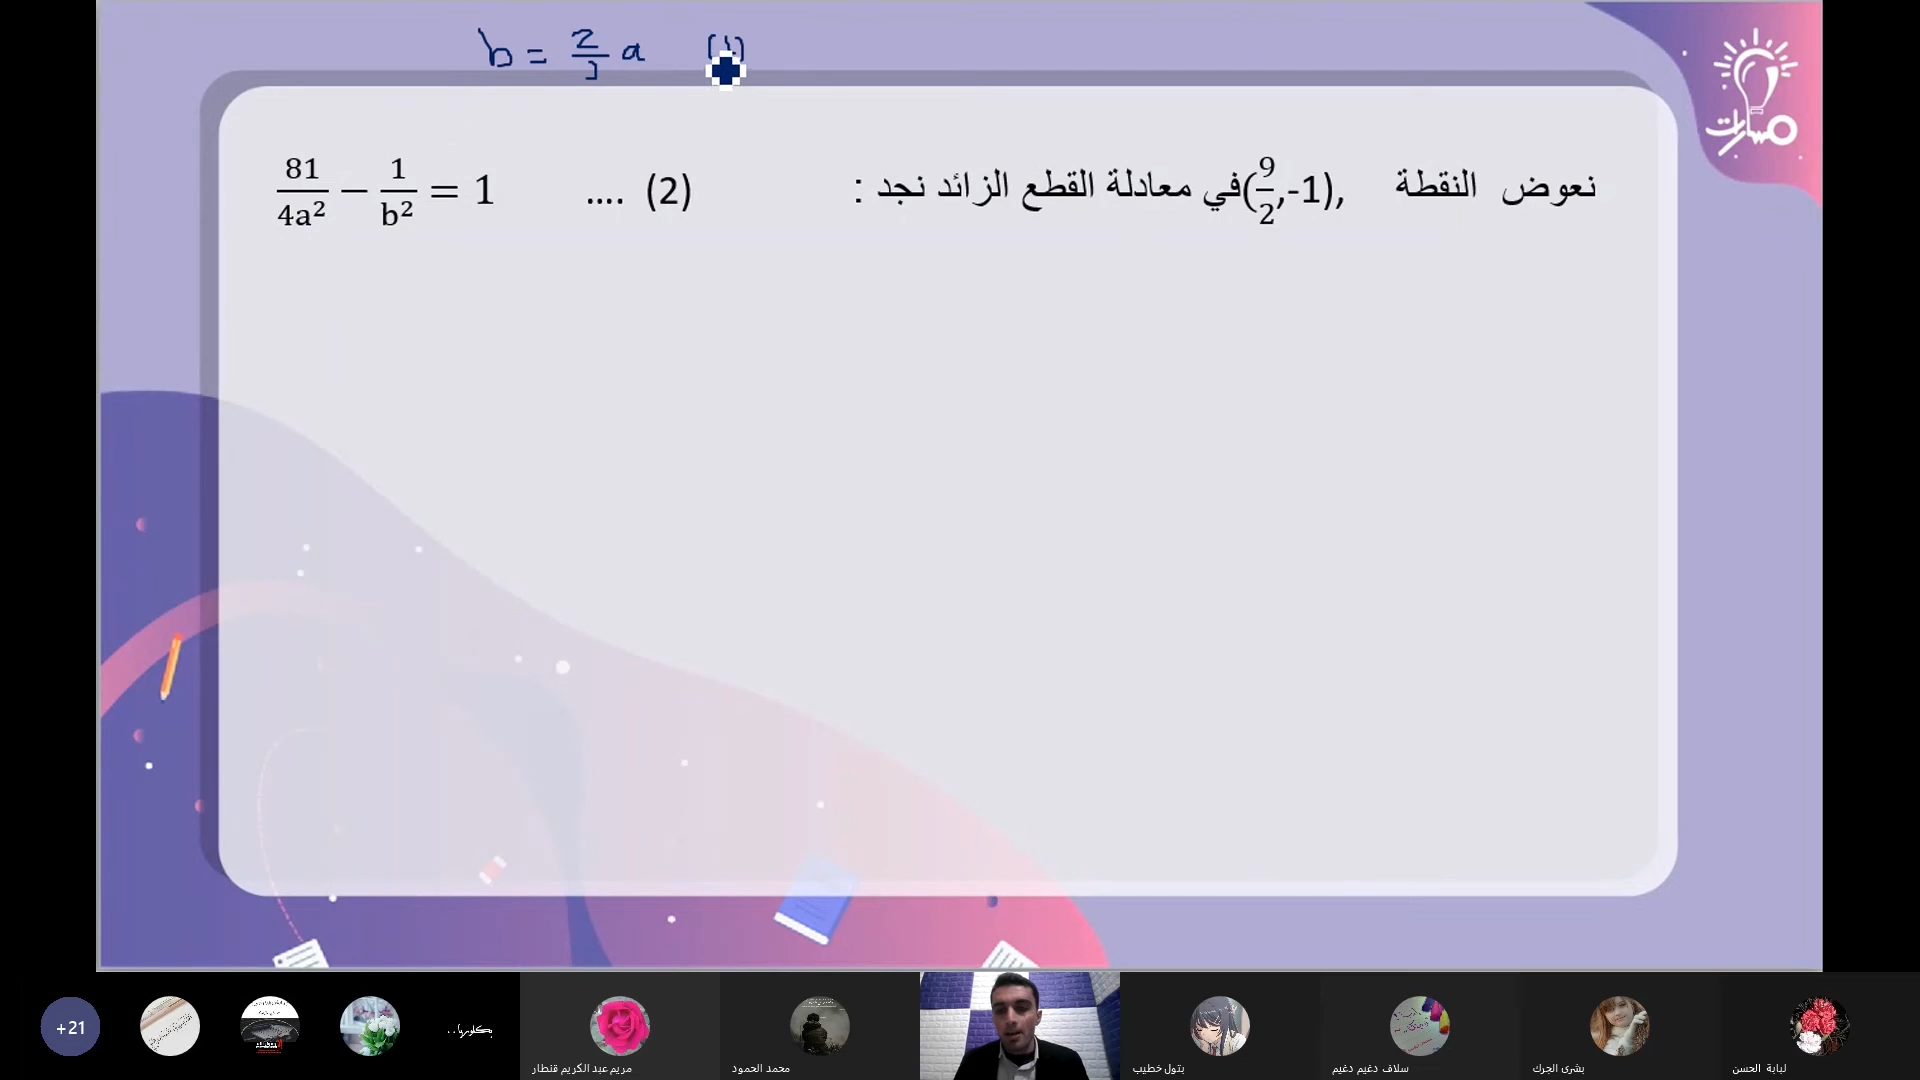 b = 2/3 a (1)
مسارات
نعوض النقطة ,(9/2,-1) في معادلة القطع الزائد نجد :
81/4a² − 1/b² = 1 .... (2)
+21
بكلوريا..
مريم عبد الكريم قنطار
محمد الحمود
بتول خطيب
سلاف دغيم دغيم
بشرى الجرك
لبابة الحسن